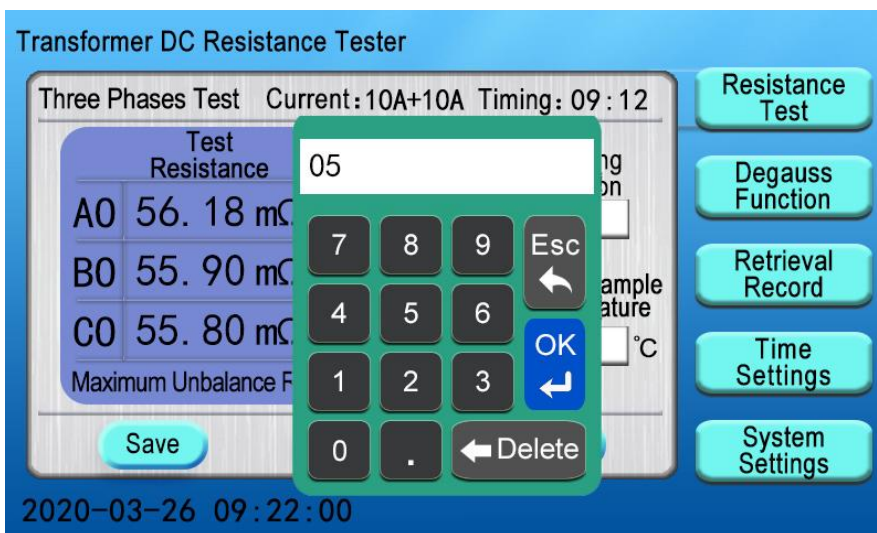 Transformer DC Resistance Tester
Three Phases Test Current:10A+10A Timing:09:12
Test
Resistance
A0 56.18 mΩ
B0 55.90 mΩ
C0 55.80 mΩ
Maximum Unbalance
Save
05
7 8 9 Esc
4 5 6
OK
1 2 3
0 . Delete
°C
Resistance
Test
Degauss
Function
Retrieval
Record
Time
Settings
System
Settings
2020-03-26 09:22:00